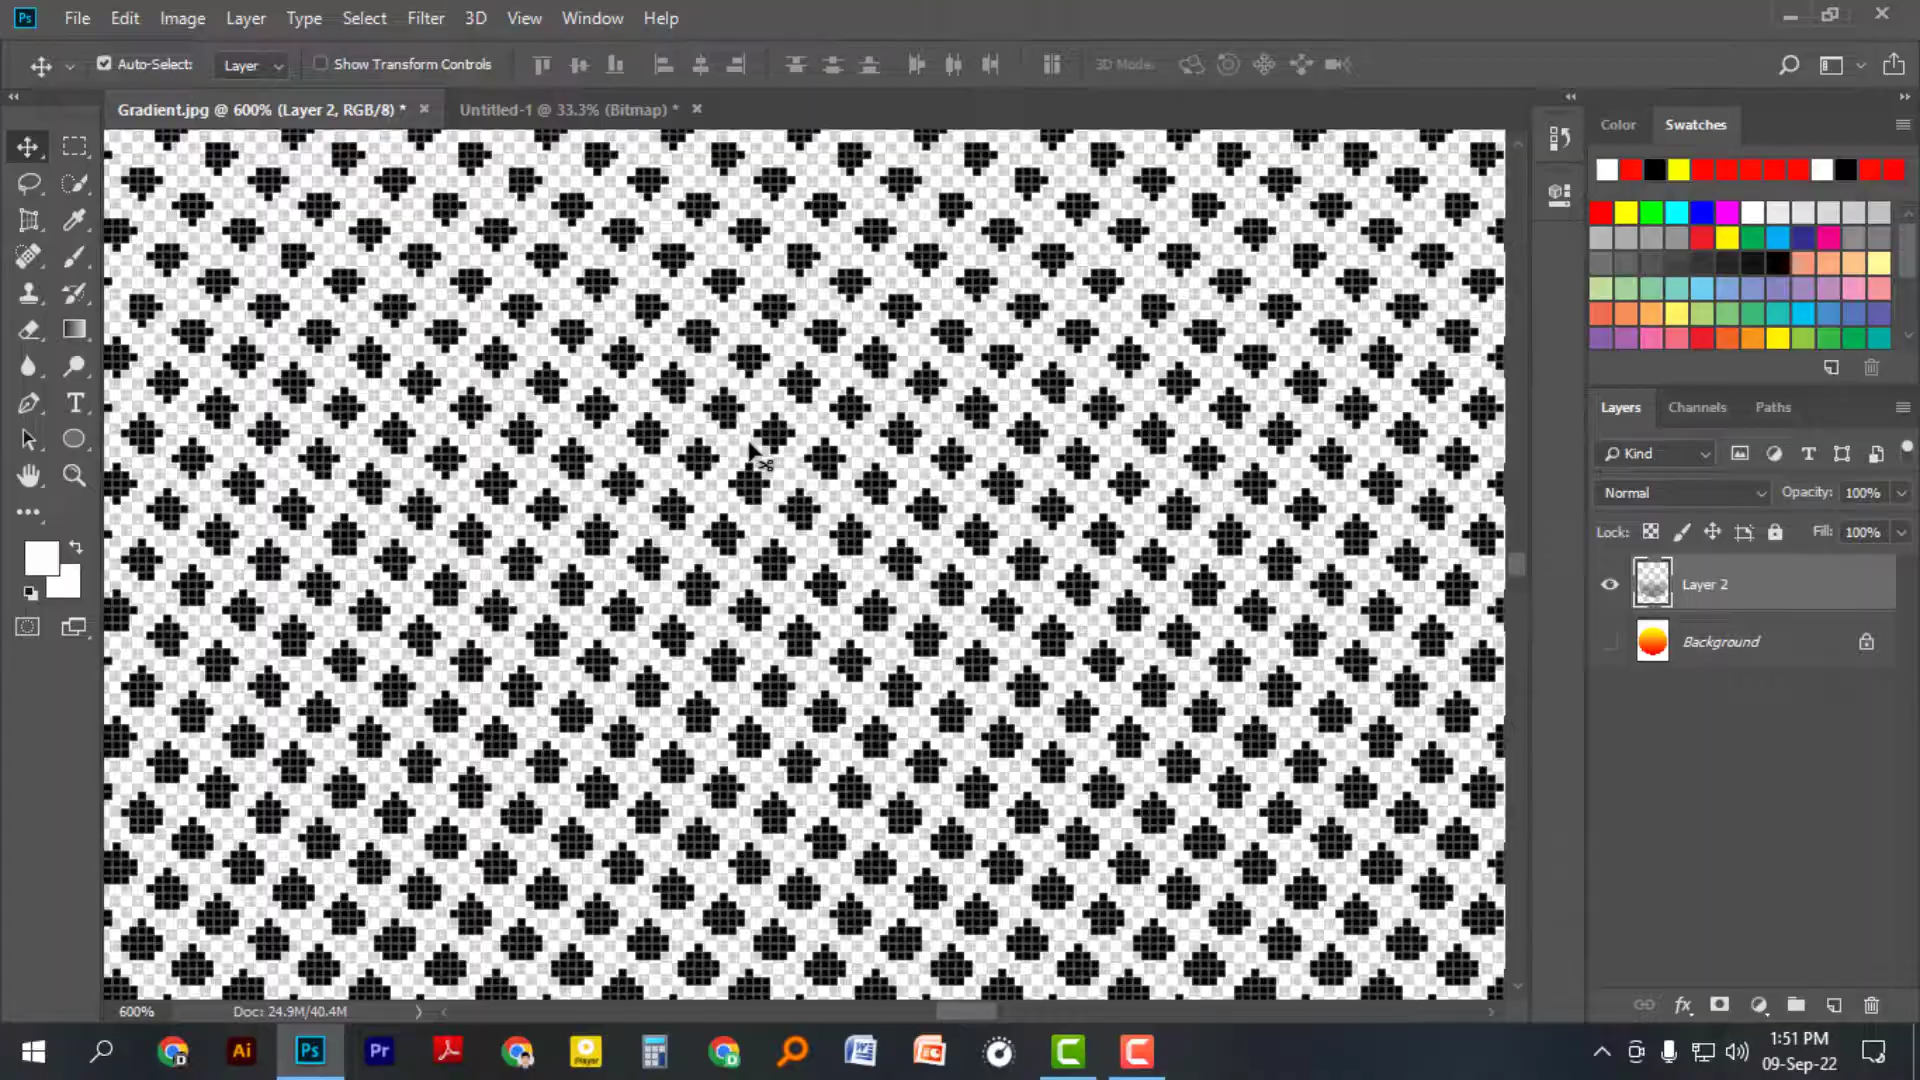 Ps File Edit Image Layer Type Select Filter 3D View Window Help
Auto-Select: Layer Show Transform Controls 3D Mode:
Gradient.jpg @ 600% (Layer 2, RGB/8) * Untitled-1 @ 33.3% (Bitmap) *
Color Swatches
Layers Channels Paths
Kind
Normal Opacity: 100%
Lock: Fill: 100%
Layer 2
Background
600% Doc: 24.9M/40.4M
fx
Ai Ps Pr Player
1:51 PM
09-Sep-22